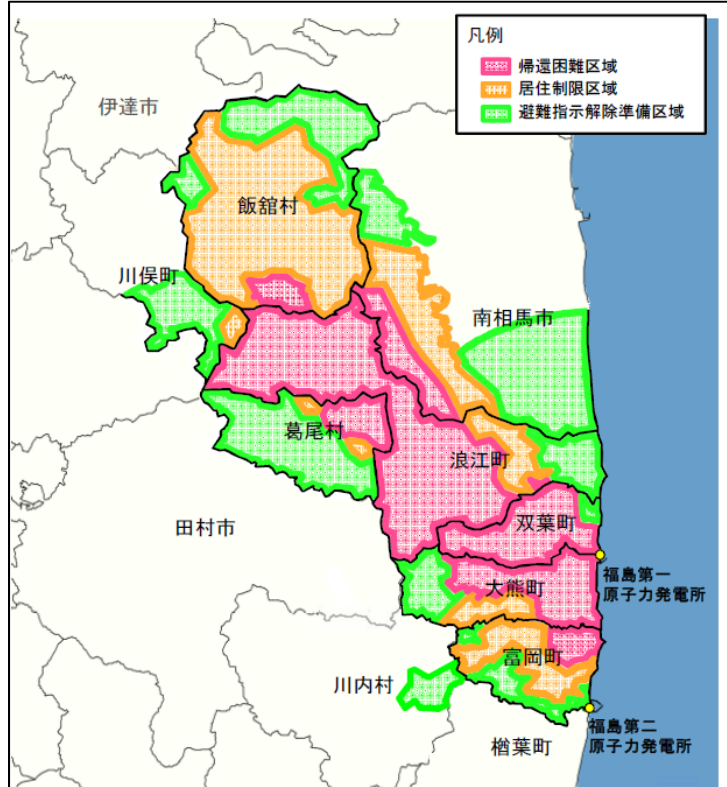 凡例
帰還困難区域
居住制限区域
避難指示解除準備区域
伊達市
飯舘村
川俣町
南相馬市
葛尾村
浪江町
田村市
双葉町
福島第一
原子力発電所
大熊町
富岡町
川内村
福島第二
原子力発電所
楢葉町